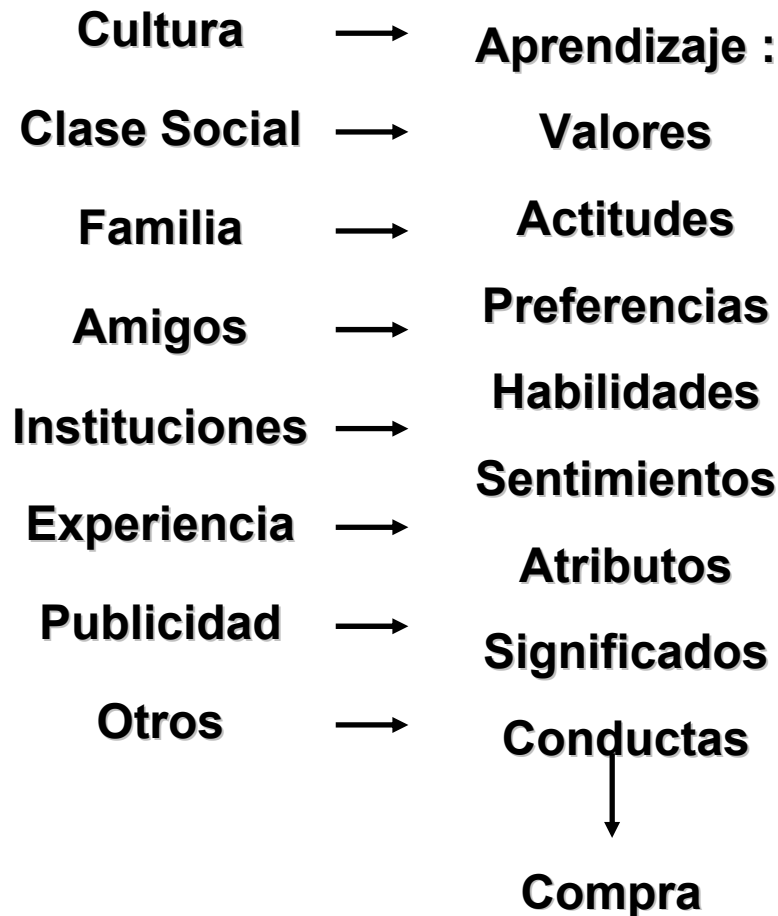 Cultura
Clase Social
Familia
Amigos
Instituciones
Experiencia
Publicidad
Otros
Aprendizaje :
Valores
Actitudes
Preferencias
Habilidades
Sentimientos
Atributos
Significados
Conductas
Compra